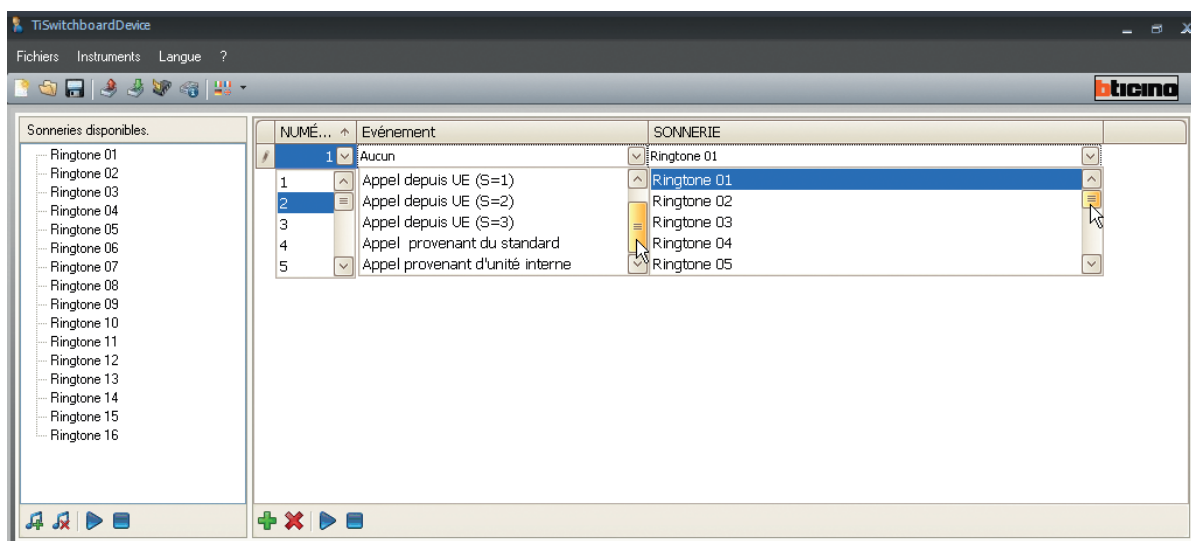 TiSwitchboardDevice
Fichiers Instruments Langue ?
bticino
Sonneries disponibles.
Ringtone 01
Ringtone 02
Ringtone 03
Ringtone 04
Ringtone 05
Ringtone 06
Ringtone 07
Ringtone 08
Ringtone 09
Ringtone 10
Ringtone 11
Ringtone 12
Ringtone 13
Ringtone 14
Ringtone 15
Ringtone 16
NUMÉ... Evénement SONNERIE
1 Aucun Ringtone 01
1 Appel depuis UE (S=1) Ringtone 01
2 Appel depuis UE (S=2) Ringtone 02
3 Appel depuis UE (S=3) Ringtone 03
4 Appel provenant du standard Ringtone 04
5 Appel provenant d'unité interne Ringtone 05